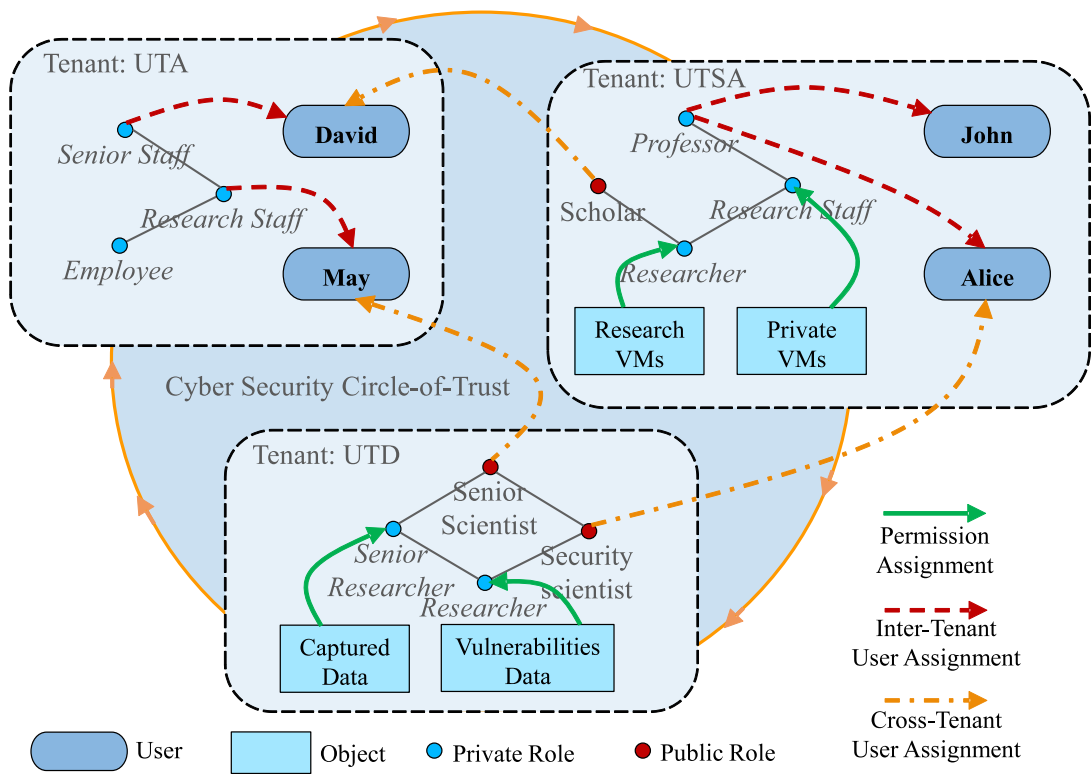 Tenant: UTA
David
Senior Staff
Research Staff
Employee
May
Tenant: UTSA
John
Professor
Scholar
Research Staff
Researcher
Alice
Research
VMs
Private
VMs
Cyber Security Circle-of-Trust
Tenant: UTD
Senior
Scientist
Senior
Researcher
Security
scientist
Researcher
Captured
Data
Vulnerabilities
Data
Permission
Assignment
Inter-Tenant
User Assignment
Cross-Tenant
User Assignment
User
Object
Private Role
Public Role